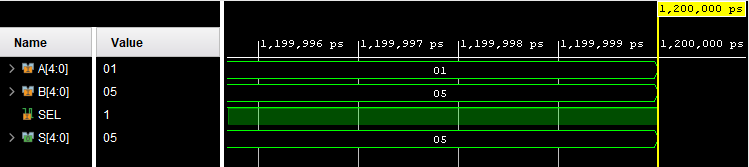 1,200,000 ps
Name Value 1,199,996 ps 1,199,997 ps 1,199,998 ps 1,199,999 ps 1,200,000 ps
A[4:0] 01 01
B[4:0] 05 05
SEL 1
S[4:0] 05 05